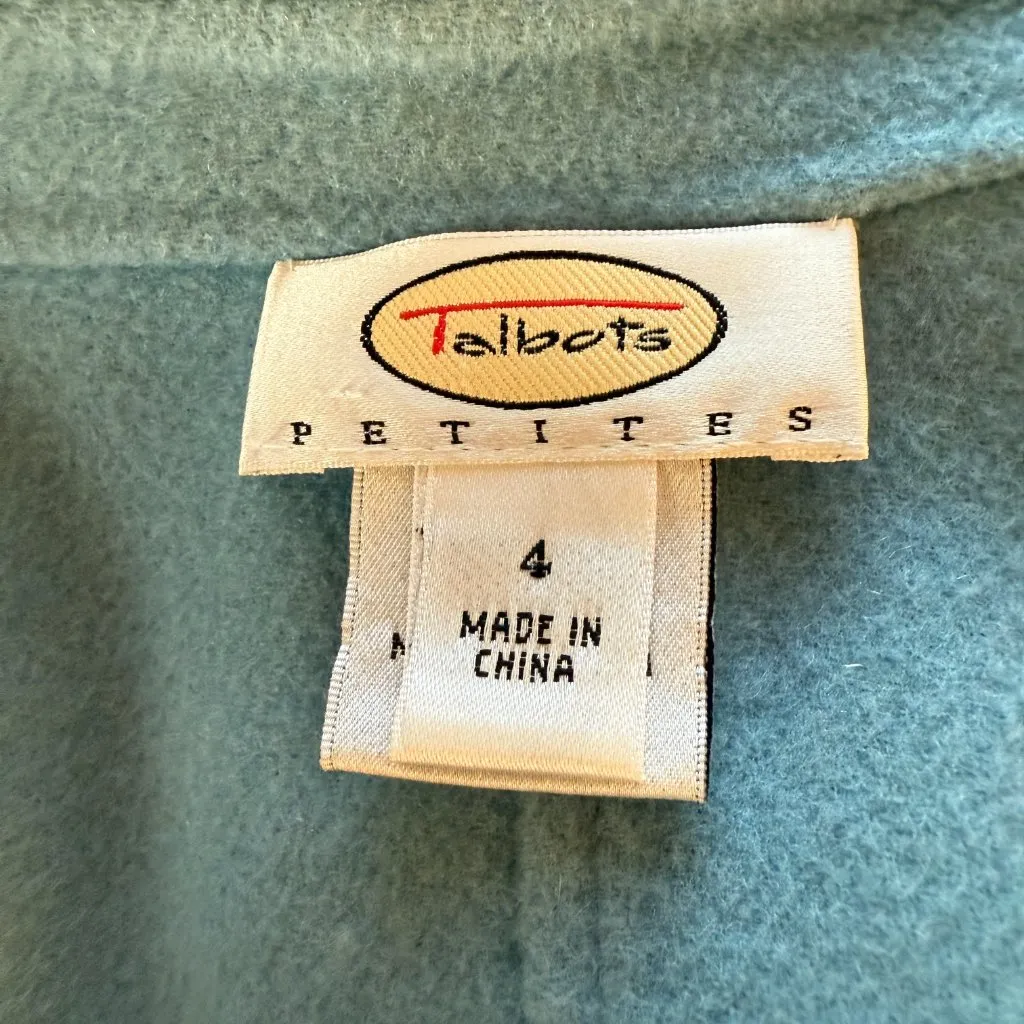 Talbots
PETITES
4
MADE IN
CHINA